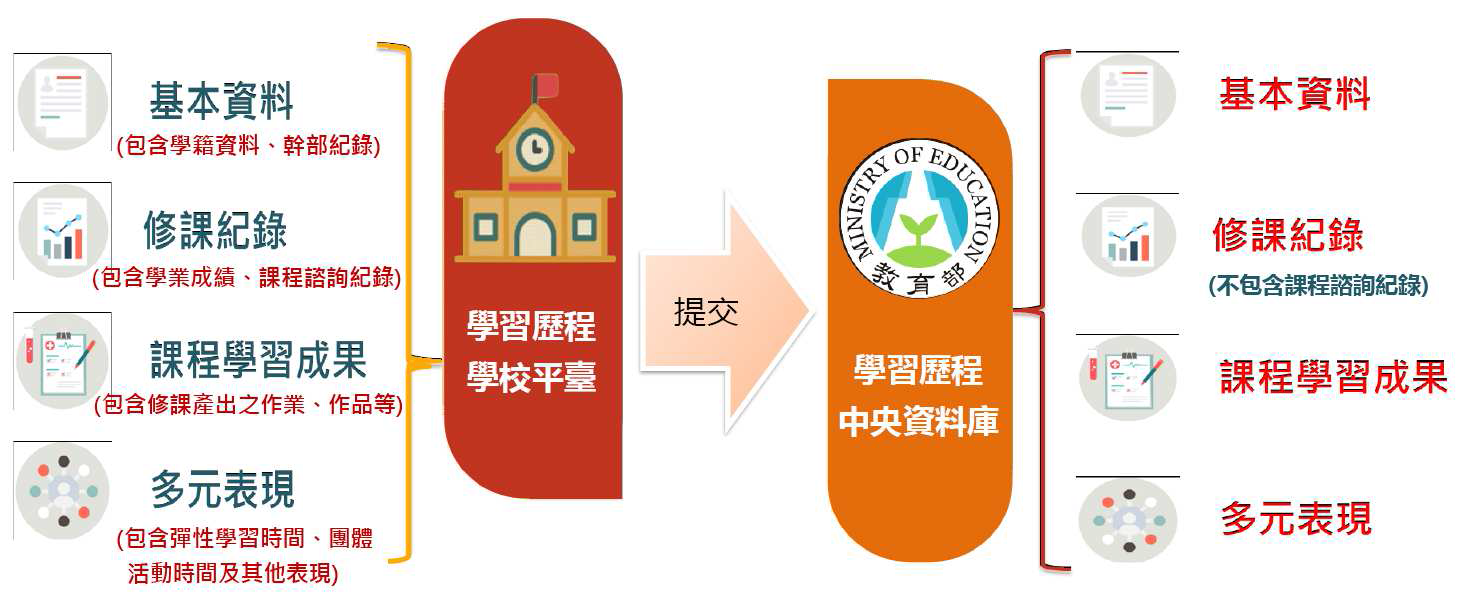 基本資料
(包含學籍資料、幹部紀錄)
修課紀錄
(包含學業成績、課程諮詢紀錄)
課程學習成果
(包含修課產出之作業、作品等)
多元表現
(包含彈性學習時間、團體
活動時間及其他表現)
學習歷程
學校平臺
提交
MINISTRY OF EDUCATION
教育部
學習歷程
中央資料庫
基本資料
修課紀錄
(不包含課程諮詢紀錄)
課程學習成果
多元表現